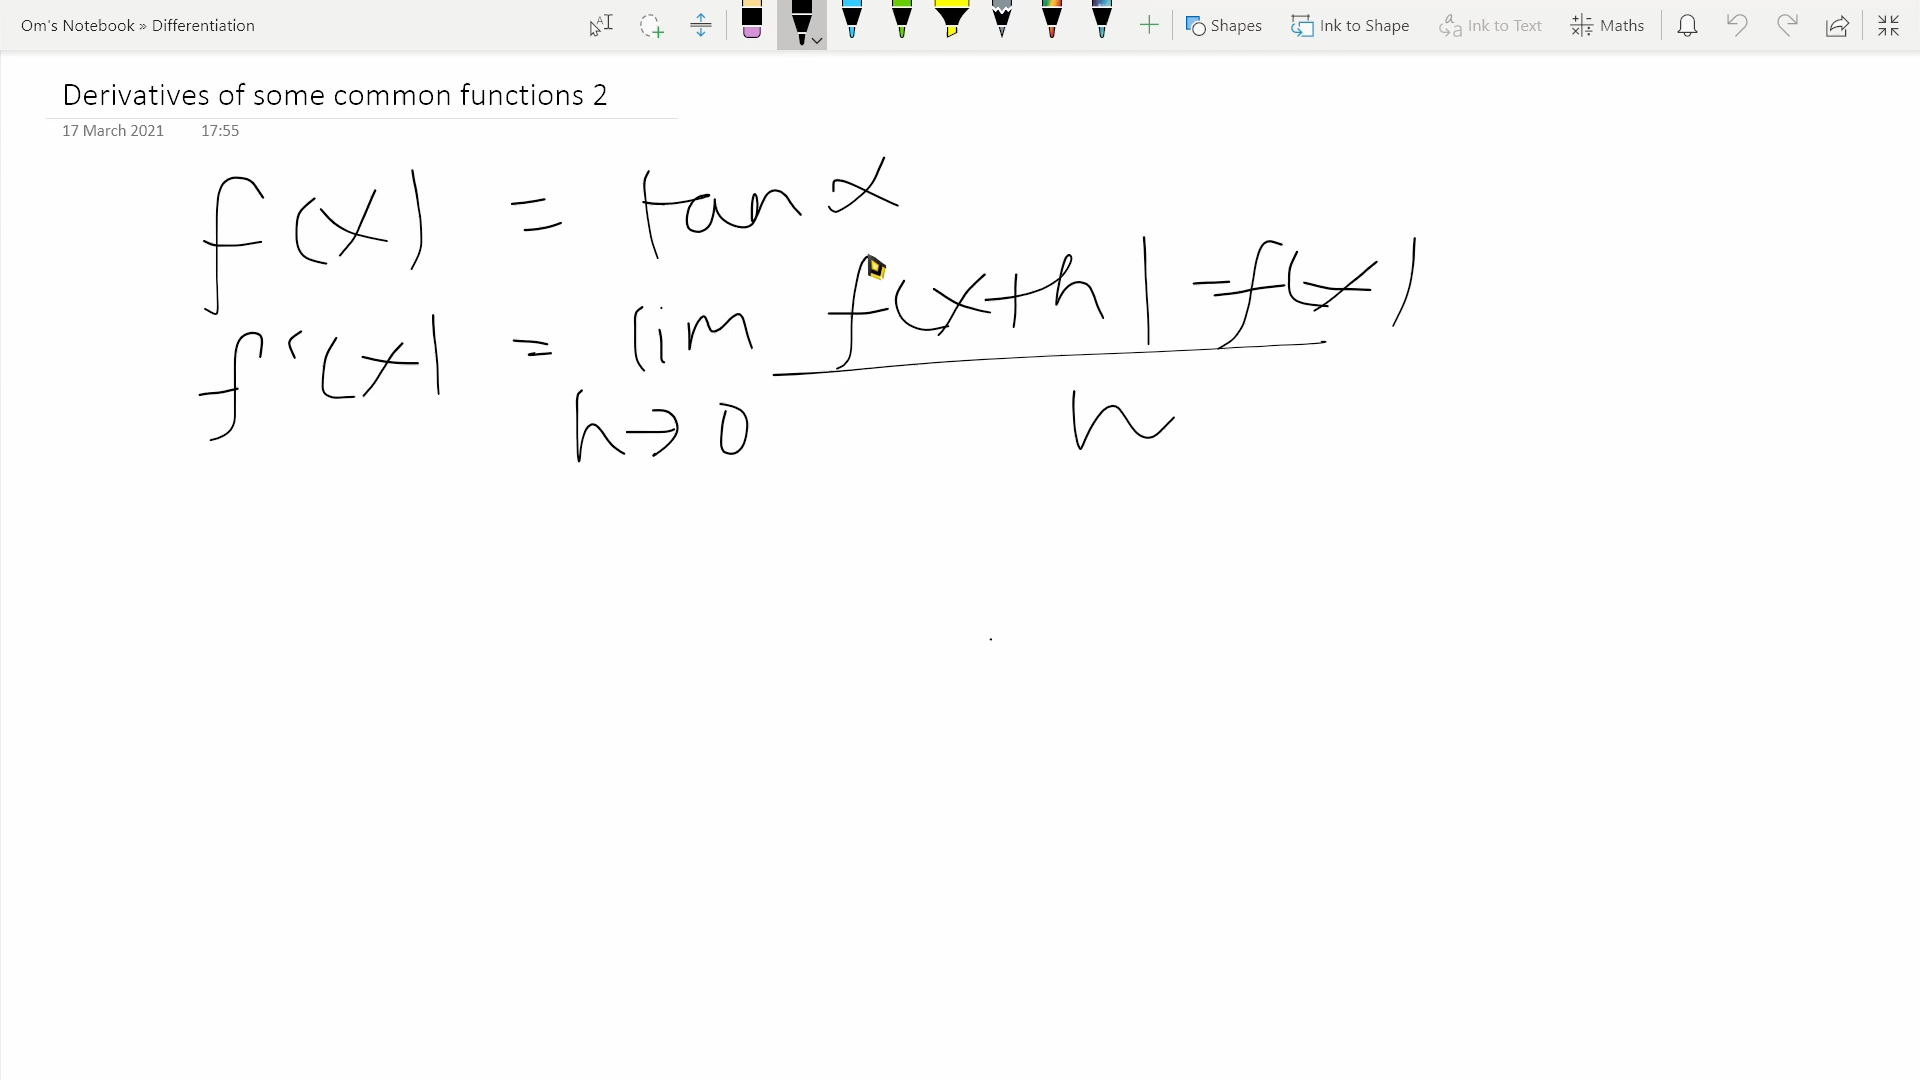 Om's Notebook » Differentiation
Shapes Ink to Shape Ink to Text Maths
Derivatives of some common functions 2
17 March 2021 17:55
f(x) = tan x
f'(x) = lim f(x+h) - f(x)
h→0 h